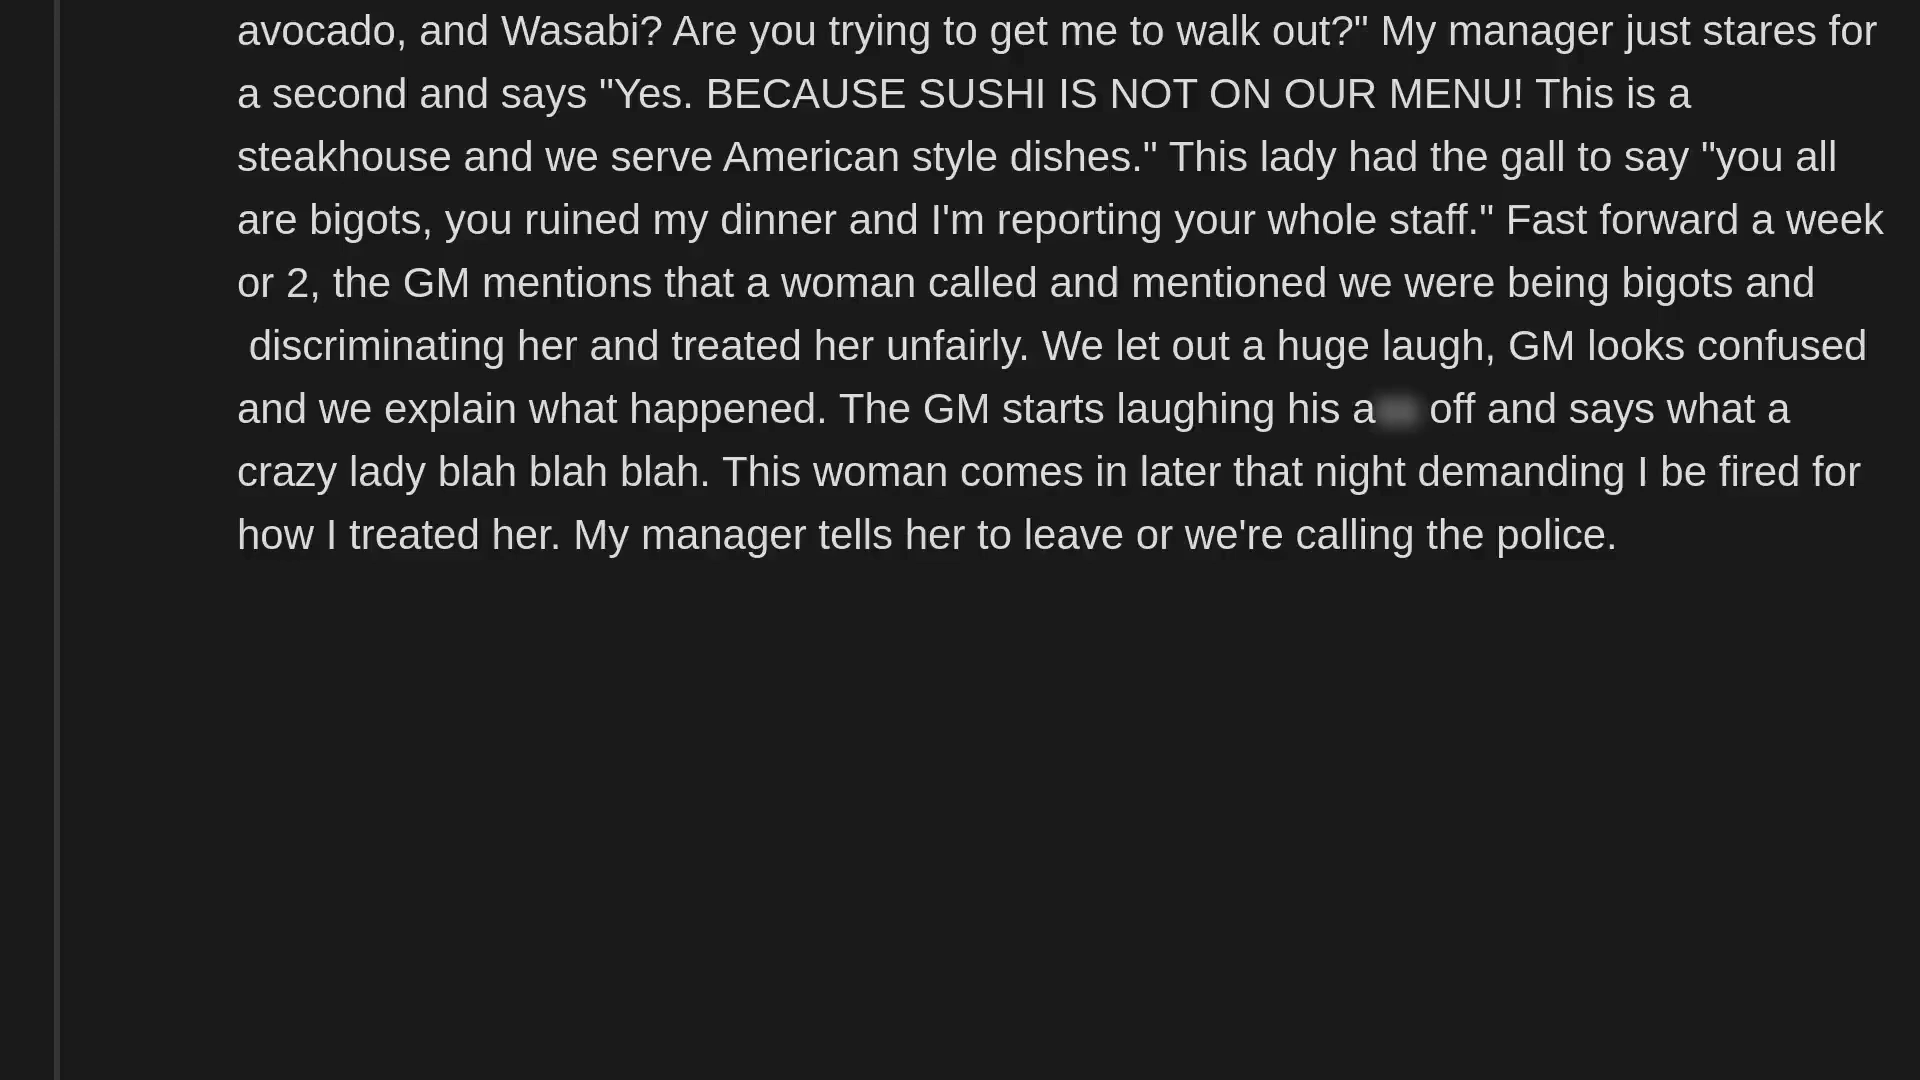 avocado, and Wasabi? Are you trying to get me to walk out?" My manager just stares for
a second and says "Yes. BECAUSE SUSHI IS NOT ON OUR MENU! This is a
steakhouse and we serve American style dishes." This lady had the gall to say "you all
are bigots, you ruined my dinner and I'm reporting your whole staff." Fast forward a week
or 2, the GM mentions that a woman called and mentioned we were being bigots and
discriminating her and treated her unfairly. We let out a huge laugh, GM looks confused
and we explain what happened. The GM starts laughing his a off and says what a
crazy lady blah blah blah. This woman comes in later that night demanding I be fired for
how I treated her. My manager tells her to leave or we're calling the police.